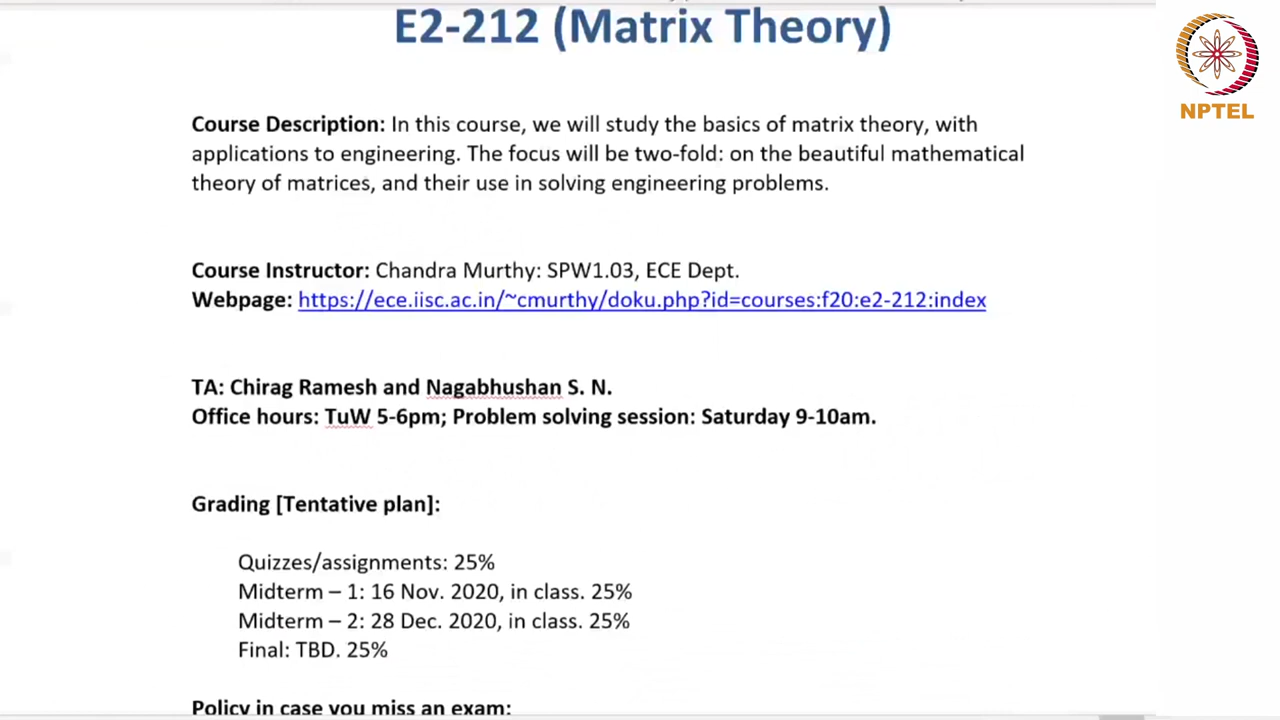 E2-212 (Matrix Theory)
NPTEL
Course Description: In this course, we will study the basics of matrix theory, with
applications to engineering. The focus will be two-fold: on the beautiful mathematical
theory of matrices, and their use in solving engineering problems.
Course Instructor: Chandra Murthy: SPW1.03, ECE Dept.
Webpage: https://ece.iisc.ac.in/~cmurthy/doku.php?id=courses:f20:e2-212:index
TA: Chirag Ramesh and Nagabhushan S. N.
Office hours: TuW 5-6pm; Problem solving session: Saturday 9-10am.
Grading [Tentative plan]:
Quizzes/assignments: 25%
Midterm – 1: 16 Nov. 2020, in class. 25%
Midterm – 2: 28 Dec. 2020, in class. 25%
Final: TBD. 25%
Policy in case you miss an exam: